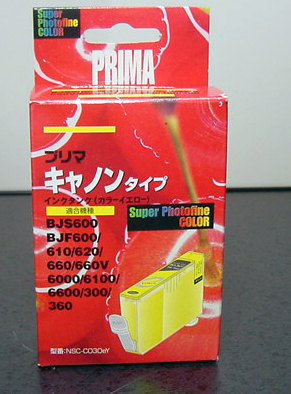 Super
Photofine
COLOR
PRIMA
プリマ
キャノンタイプ
インクタンク(カラーイエロー)
適合機種
Super Photofine
COLOR
BJS600
BJF600/
610/620/
660/660V
6000/6100/
6600/300/
360
型番:NSC-C030eY